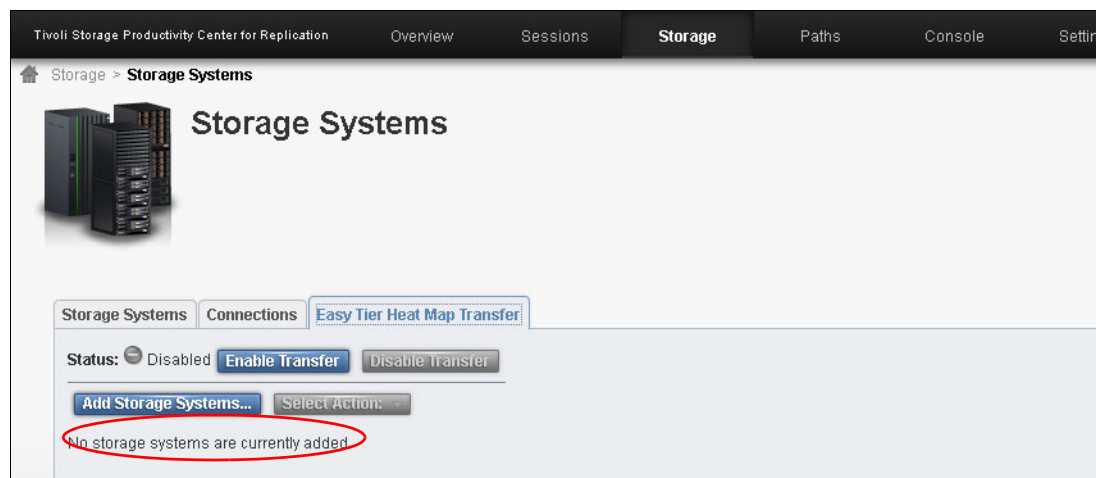 Tivoli Storage Productivity Center for Replication Overview Sessions Storage Paths Console Settin
Storage > Storage Systems
Storage Systems
Storage Systems Connections Easy Tier Heat Map Transfer
Status: Disabled Enable Transfer Disable Transfer
Add Storage Systems... Select Action:
No storage systems are currently added.